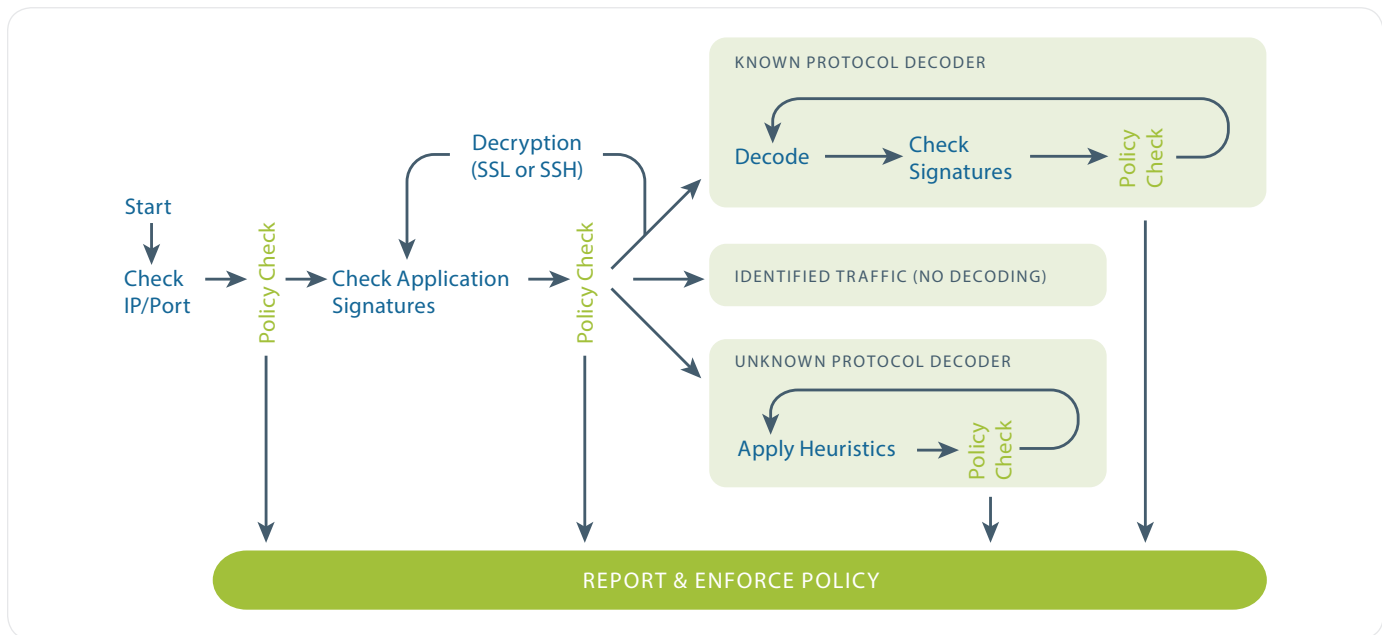 Start
Check
IP/Port
Policy Check
Check Application
Signatures
Decryption
(SSL or SSH)
Policy Check
KNOWN PROTOCOL DECODER
Decode
Check
Signatures
Policy
Check
IDENTIFIED TRAFFIC (NO DECODING)
UNKNOWN PROTOCOL DECODER
Apply Heuristics
Policy
Check
REPORT & ENFORCE POLICY